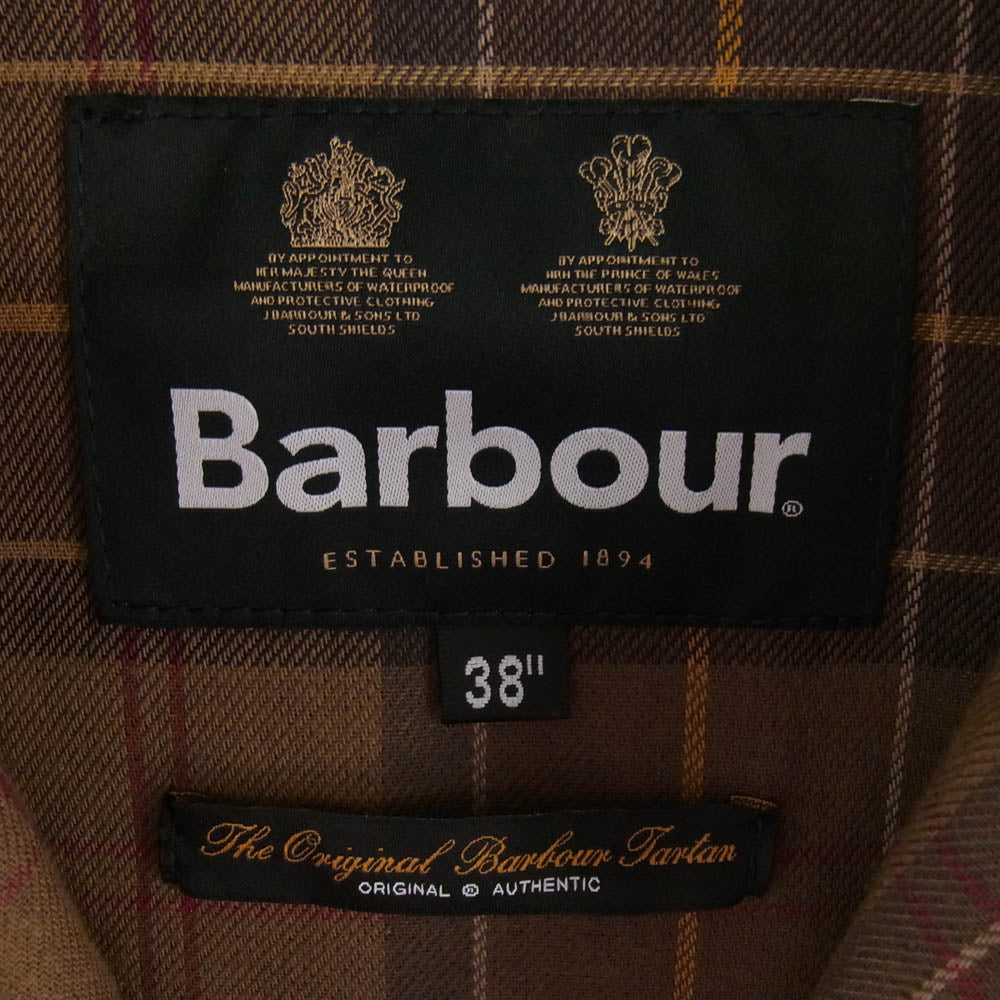 BY APPOINTMENT TO
HER MAJESTY THE QUEEN
MANUFACTURERS OF WATERPROOF
AND PROTECTIVE CLOTHING
J BARBOUR & SONS LTD
SOUTH SHIELDS
BY APPOINTMENT TO
HRH THE PRINCE OF WALES
MANUFACTURERS OF WATERPROOF
AND PROTECTIVE CLOTHING
J BARBOUR & SONS LTD
SOUTH SHIELDS
Barbour®
ESTABLISHED 1894
38"
The Original Barbour Tartan
ORIGINAL ® AUTHENTIC